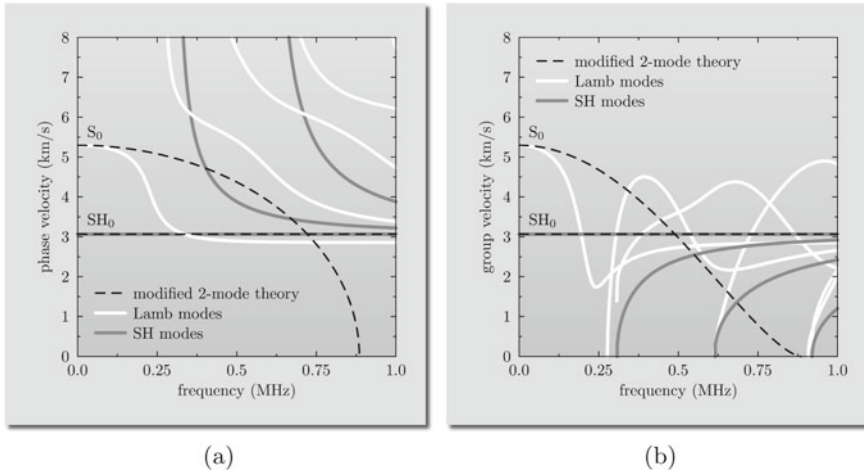 8
7
6
5
4
3
2
1
0
phase velocity (km/s)
S0
SH0
modified 2-mode theory
Lamb modes
SH modes
0.0
0.25
0.5
0.75
1.0
frequency (MHz)
(a)
8
7
6
5
4
3
2
1
0
group velocity (km/s)
modified 2-mode theory
Lamb modes
SH modes
S0
SH0
0.0
0.25
0.5
0.75
1.0
frequency (MHz)
(b)